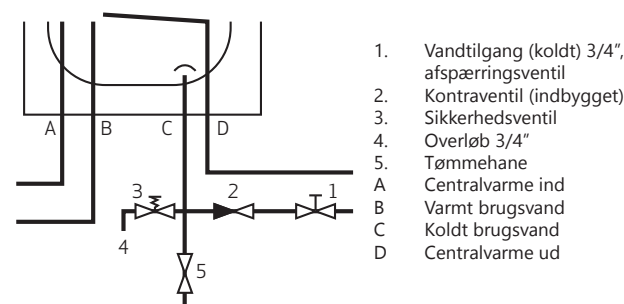 A B C D
3 2 1
4
5
1. Vandtilgang (koldt) 3/4”,
afspærringsventil
2. Kontraventil (indbygget)
3. Sikkerhedsventil
4. Overløb 3/4”
5. Tømmehane
A Centralvarme ind
B Varmt brugsvand
C Koldt brugsvand
D Centralvarme ud